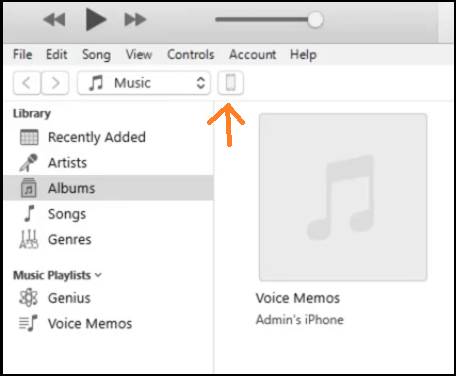 File Edit Song View Controls Account Help
Music
Library
Recently Added
Artists
Albums
Songs
Genres
Music Playlists
Genius
Voice Memos
Voice Memos
Admin's iPhone